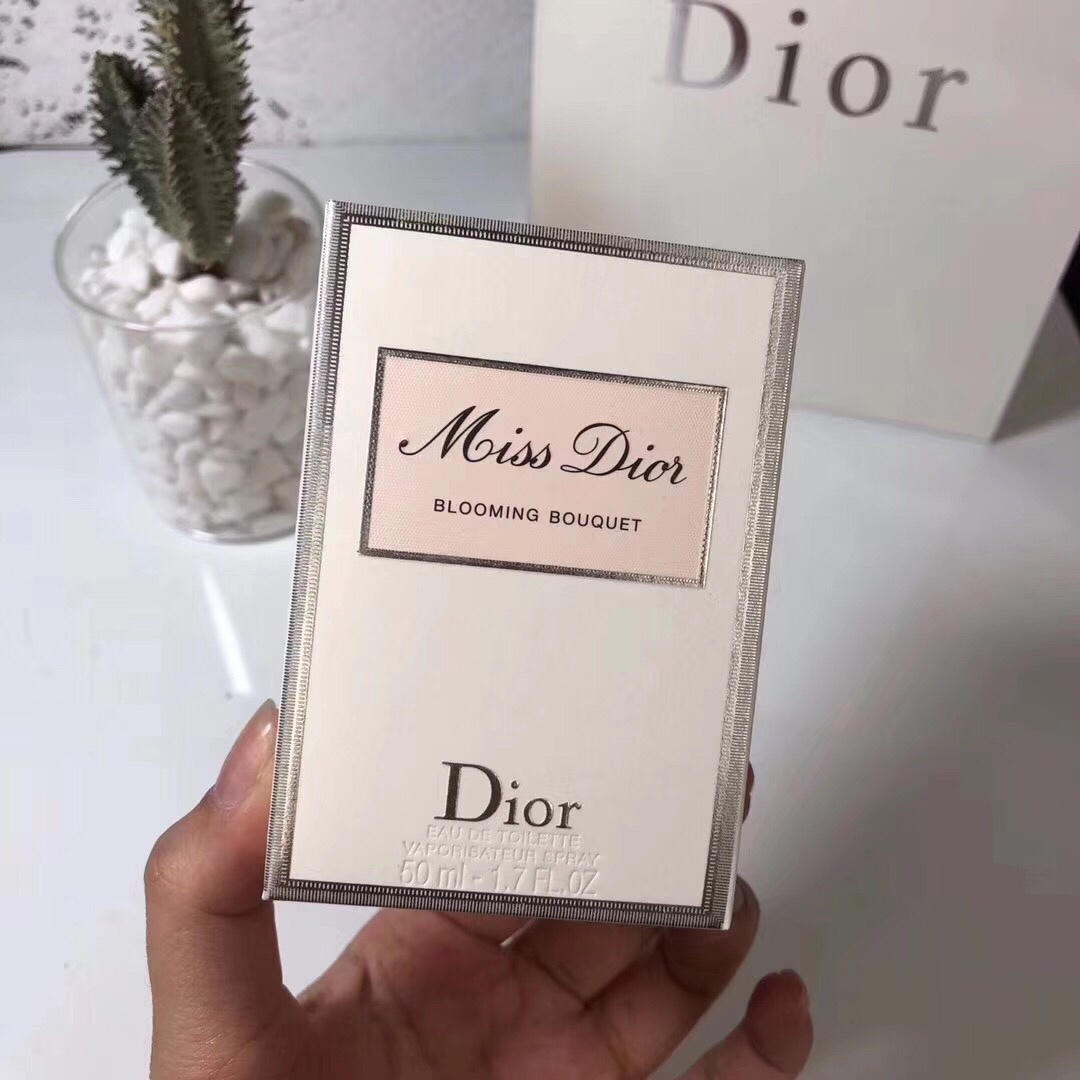 Dior
Miss Dior
BLOOMING BOUQUET
Dior
EAU DE TOILETTE
VAPORISATEUR SPRAY
50 ml - 1.7 FL.OZ